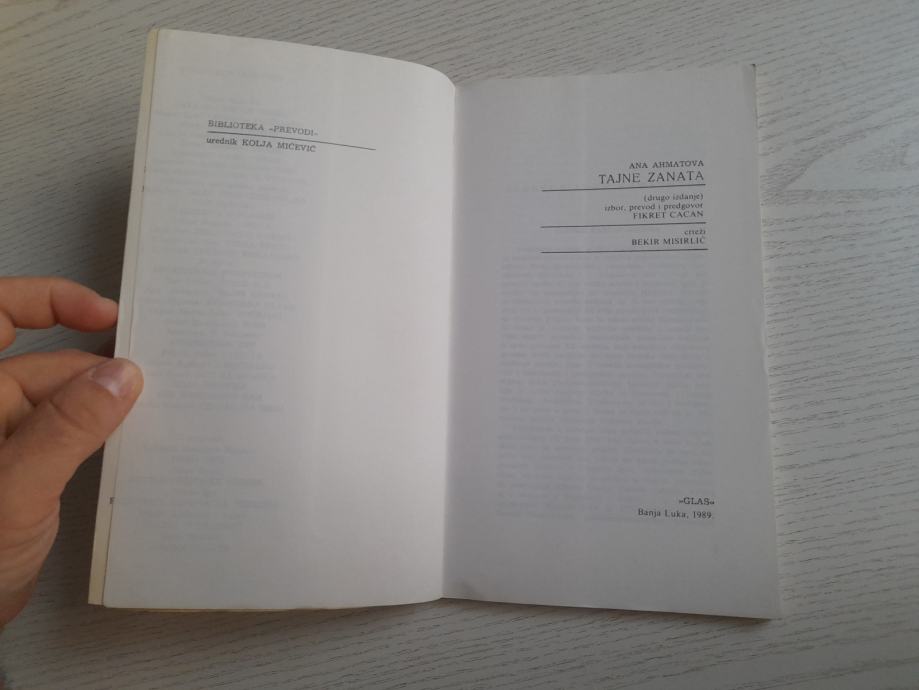 BIBLIOTEKA »PREVODI»
urednik KOLJA MIĆEVIĆ
ANA AHMATOVA
TAJNE ZANATA
(drugo izdanje)
izbor, prevod i predgovor
FIKRET CACAN
crteži
BEKIR MISIRLIĆ
»GLAS«
Banja Luka, 1989.